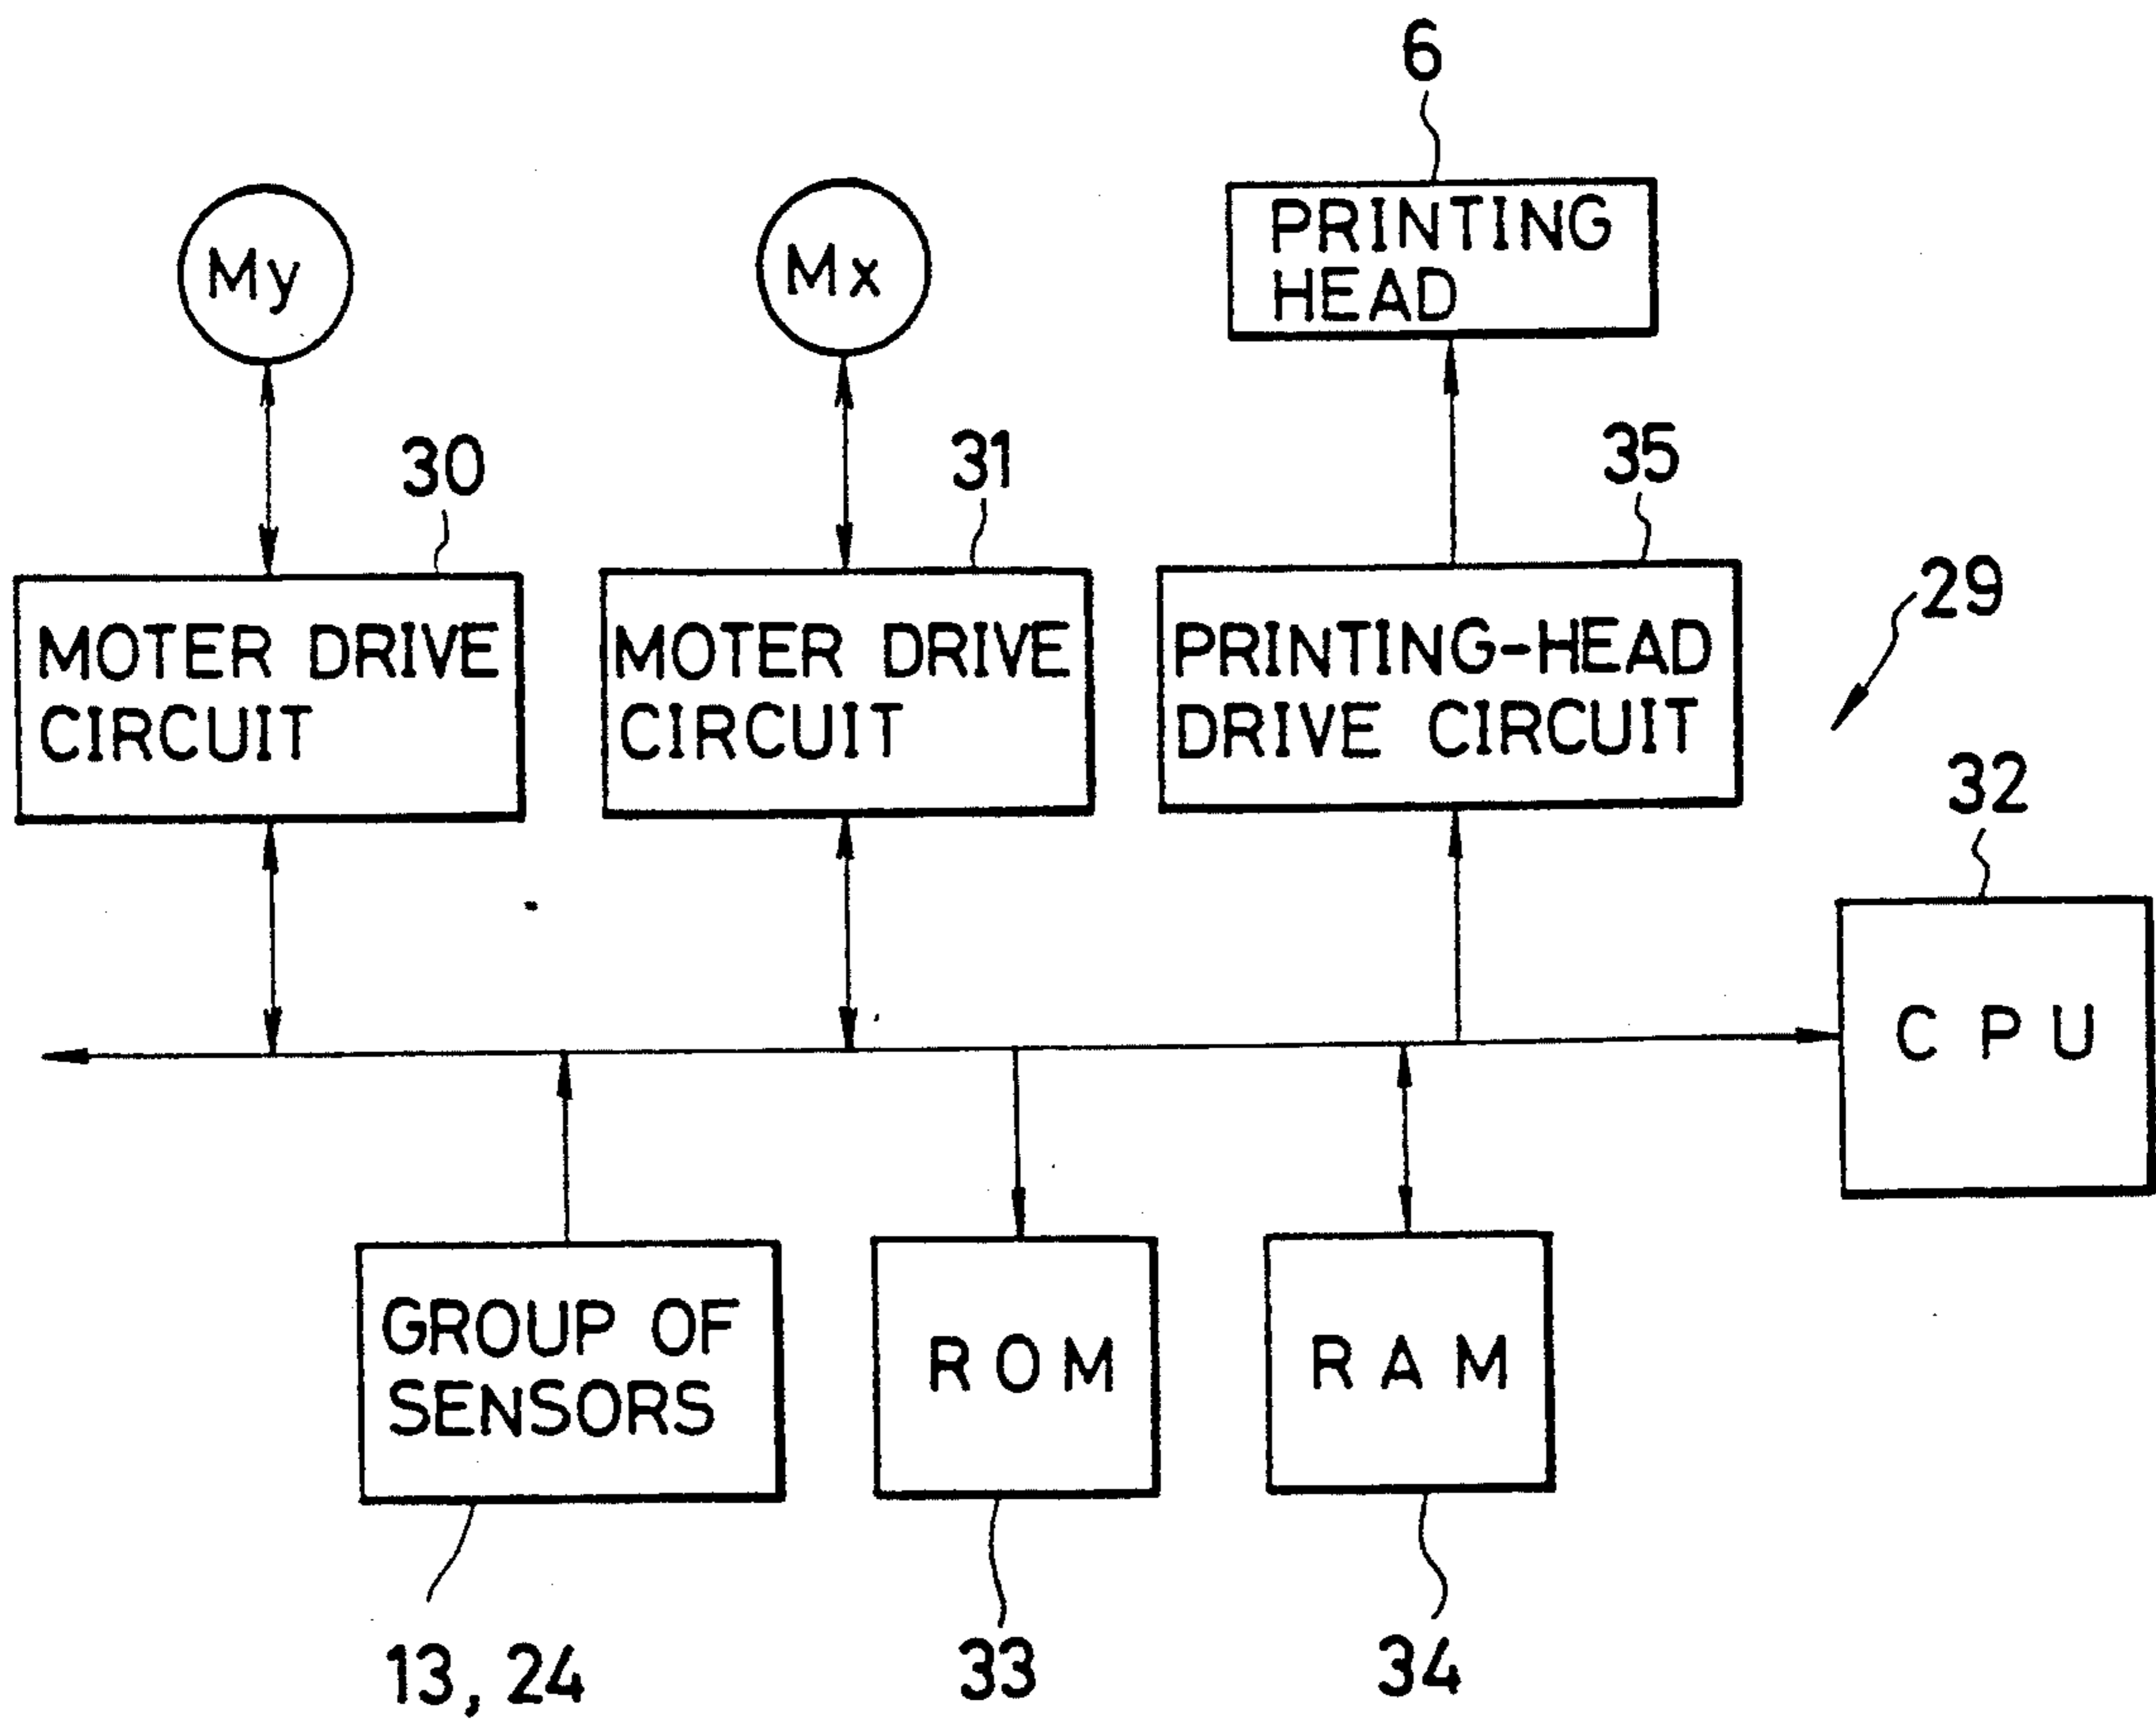 6
My
Mx
PRINTING
HEAD
30
31
35
29
MOTER DRIVE
CIRCUIT
MOTER DRIVE
CIRCUIT
PRINTING-HEAD
DRIVE CIRCUIT
32
CPU
GROUP OF
SENSORS
ROM
RAM
13, 24
33
34